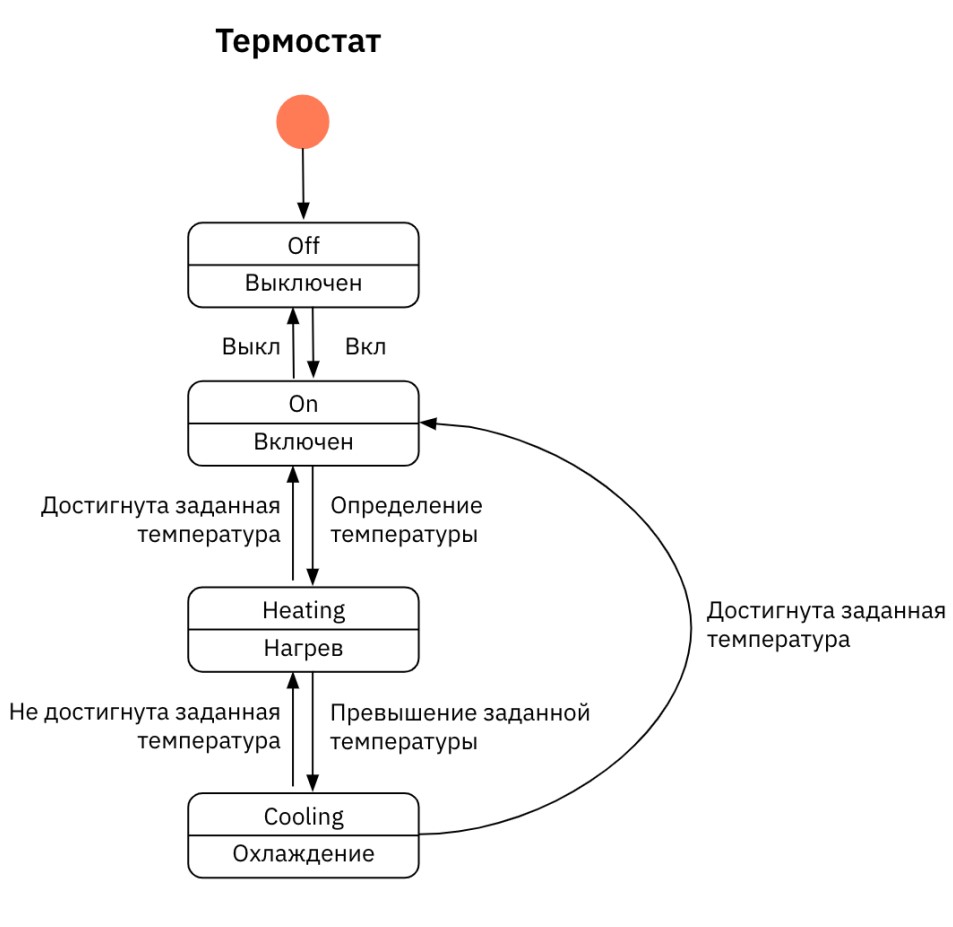 Термостат
Off
Выключен
Выкл
Вкл
On
Включен
Достигнута заданная
температура
Определение
температуры
Heating
Нагрев
Достигнута заданная
температура
Не достигнута заданная
температура
Превышение заданной
температуры
Cooling
Охлаждение